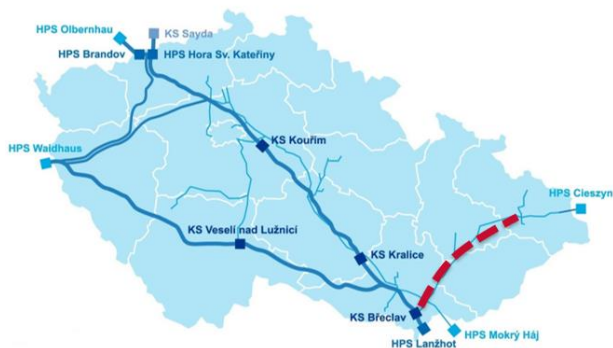 KS Sayda
HPS Olbernhau
HPS Brandov
HPS Hora Sv. Kateřiny
KS Kouřim
HPS Waidhaus
HPS Cieszyn
KS Veselí nad Lužnicí
KS Kralice
KS Břeclav
HPS Mokrý Háj
HPS Lanžhot